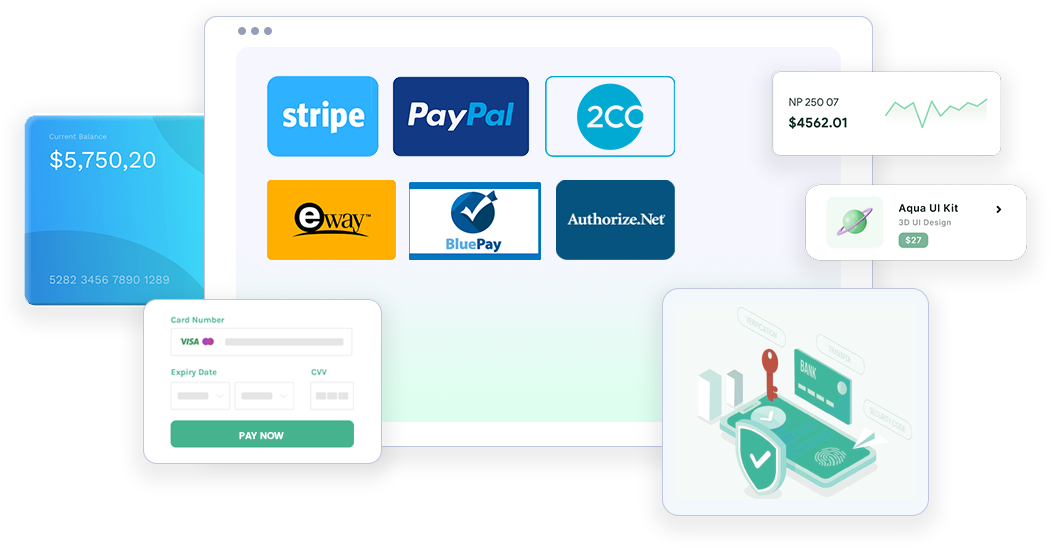 stripe
PayPal
2CO
NP 250 07
$4562.01
Current Balance
$5,750,20
eway™
BluePay
Authorize.Net
Aqua UI Kit
3D UI Design
$27
5282 3456 7890 1289
Card Number
VISA
Expiry Date
CVV
PAY NOW
VERIFICATION
TRANSFER
BANK
SECURITY CODE